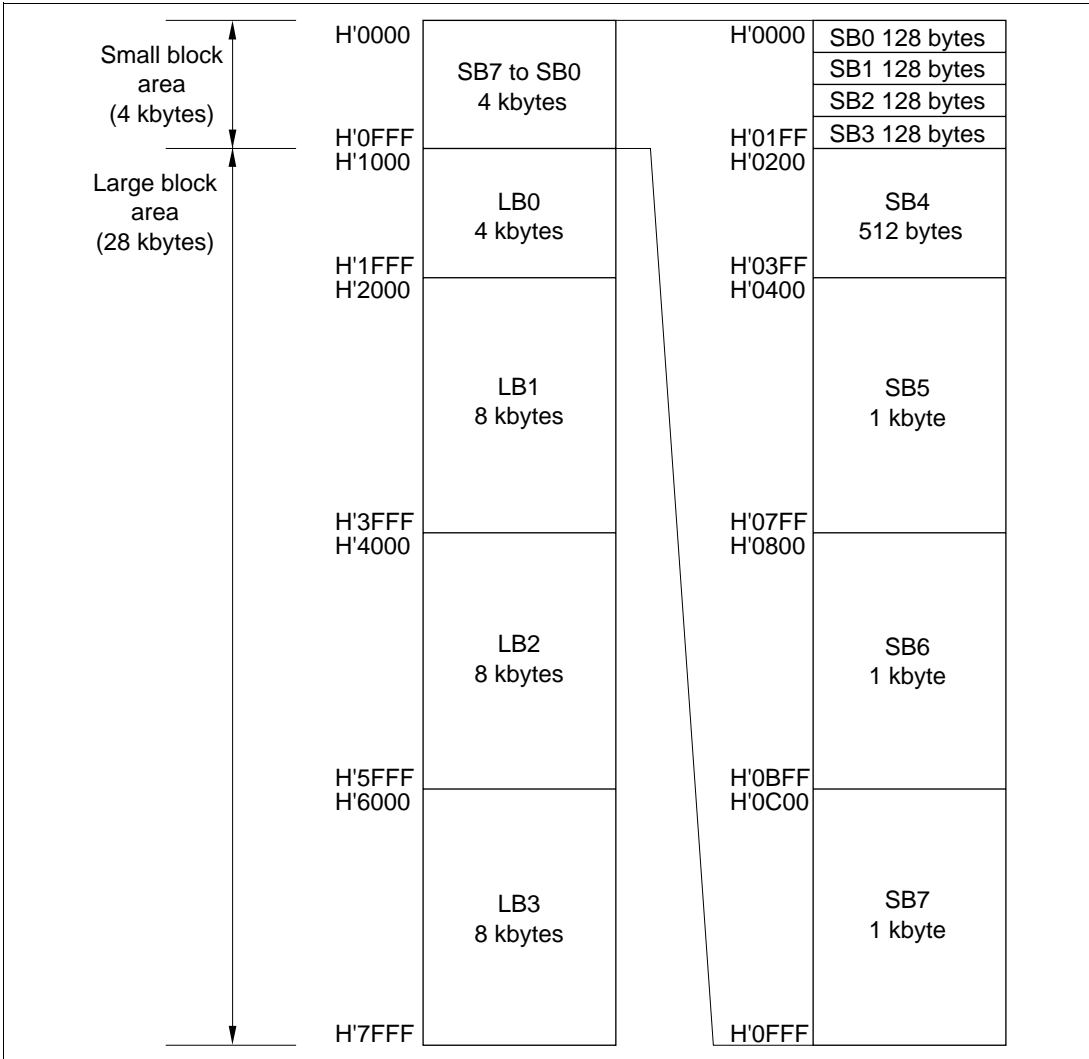 Small block
area
(4 kbytes)
Large block
area
(28 kbytes)
H'0000
SB7 to SB0
4 kbytes
H'0FFF
H'1000
LB0
4 kbytes
H'1FFF
H'2000
LB1
8 kbytes
H'3FFF
H'4000
LB2
8 kbytes
H'5FFF
H'6000
LB3
8 kbytes
H'7FFF
H'0000
SB0 128 bytes
SB1 128 bytes
SB2 128 bytes
SB3 128 bytes
H'01FF
H'0200
SB4
512 bytes
H'03FF
H'0400
SB5
1 kbyte
H'07FF
H'0800
SB6
1 kbyte
H'0BFF
H'0C00
SB7
1 kbyte
H'0FFF